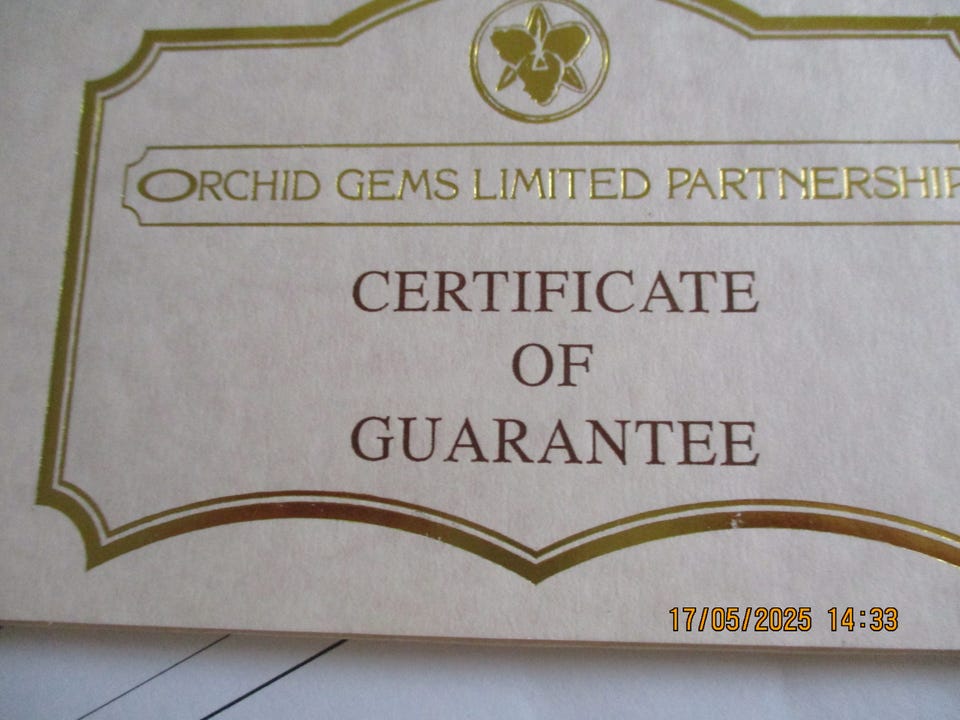 ORCHID GEMS LIMITED PARTNERSHIP
CERTIFICATE
OF
GUARANTEE
17/05/2025 14:33